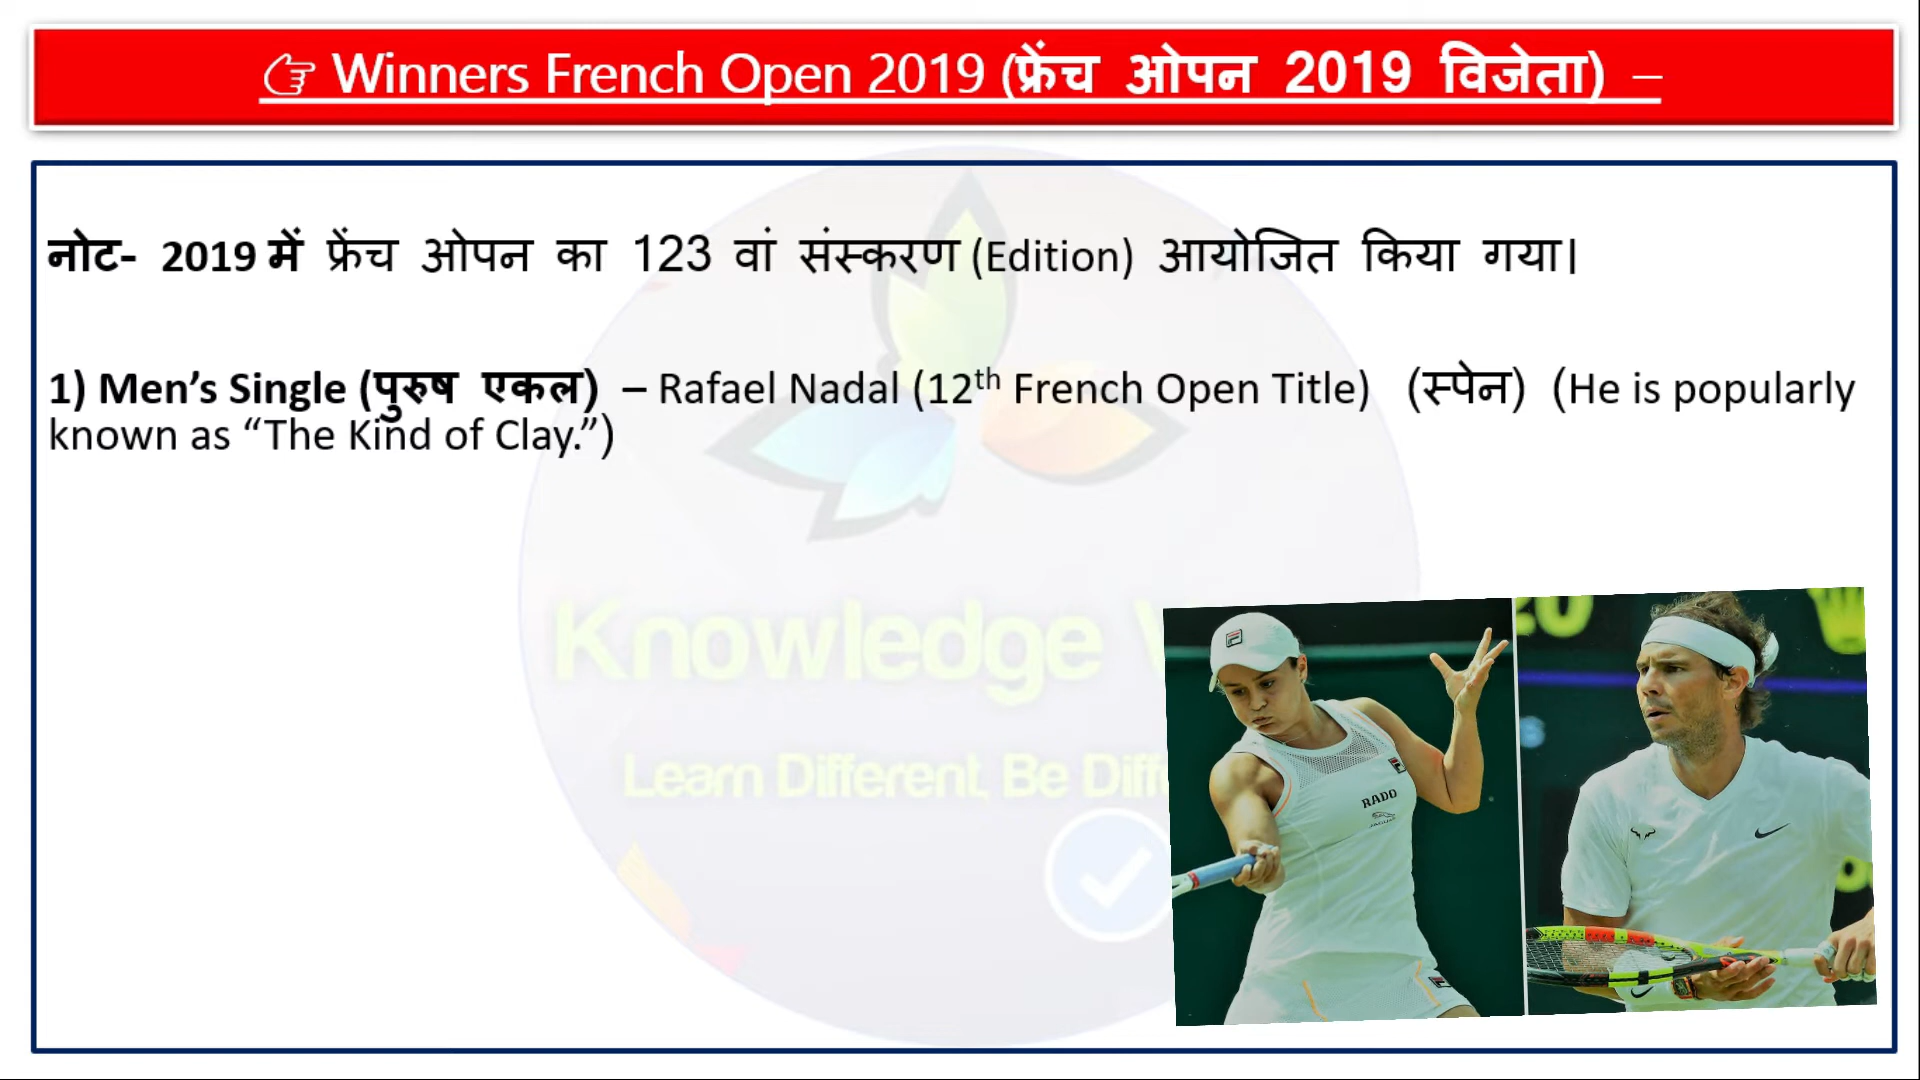 👉 Winners French Open 2019 (फ्रेंच ओपन 2019 विजेता) –
नोट- 2019 में फ्रेंच ओपन का 123 वां संस्करण (Edition) आयोजित किया गया।
1) Men’s Single (पुरुष एकल) – Rafael Nadal (12th French Open Title) (स्पेन) (He is popularly
known as “The Kind of Clay.”)
Knowledge
Learn Different, Be
RADO
JAGUAR